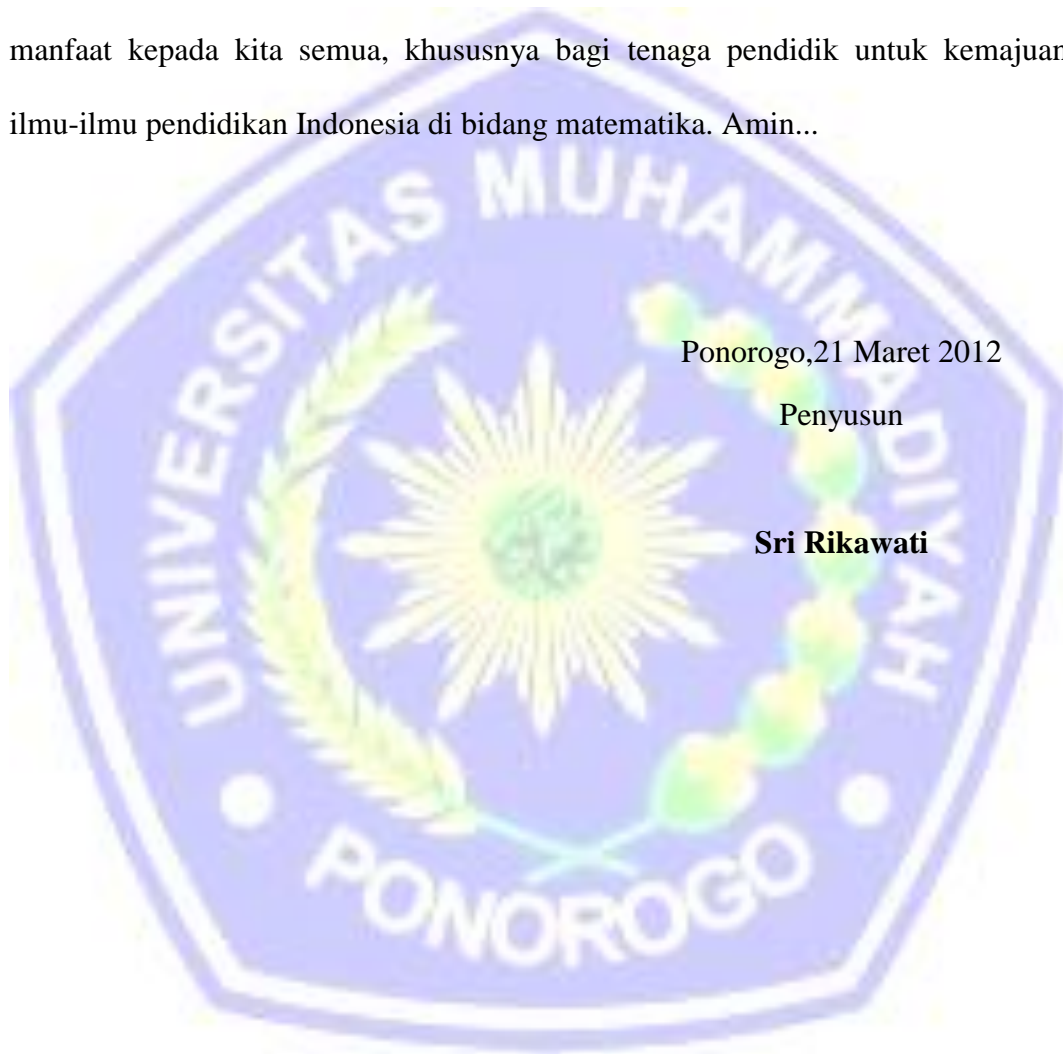 manfaat kepada kita semua, khususnya bagi tenaga pendidik untuk kemajuan
ilmu-ilmu pendidikan Indonesia di bidang matematika. Amin...
UNIVERSITAS MUHAMMADIYAH
Ponorogo,21 Maret 2012
Penyusun
Sri Rikawati
PONOROGO